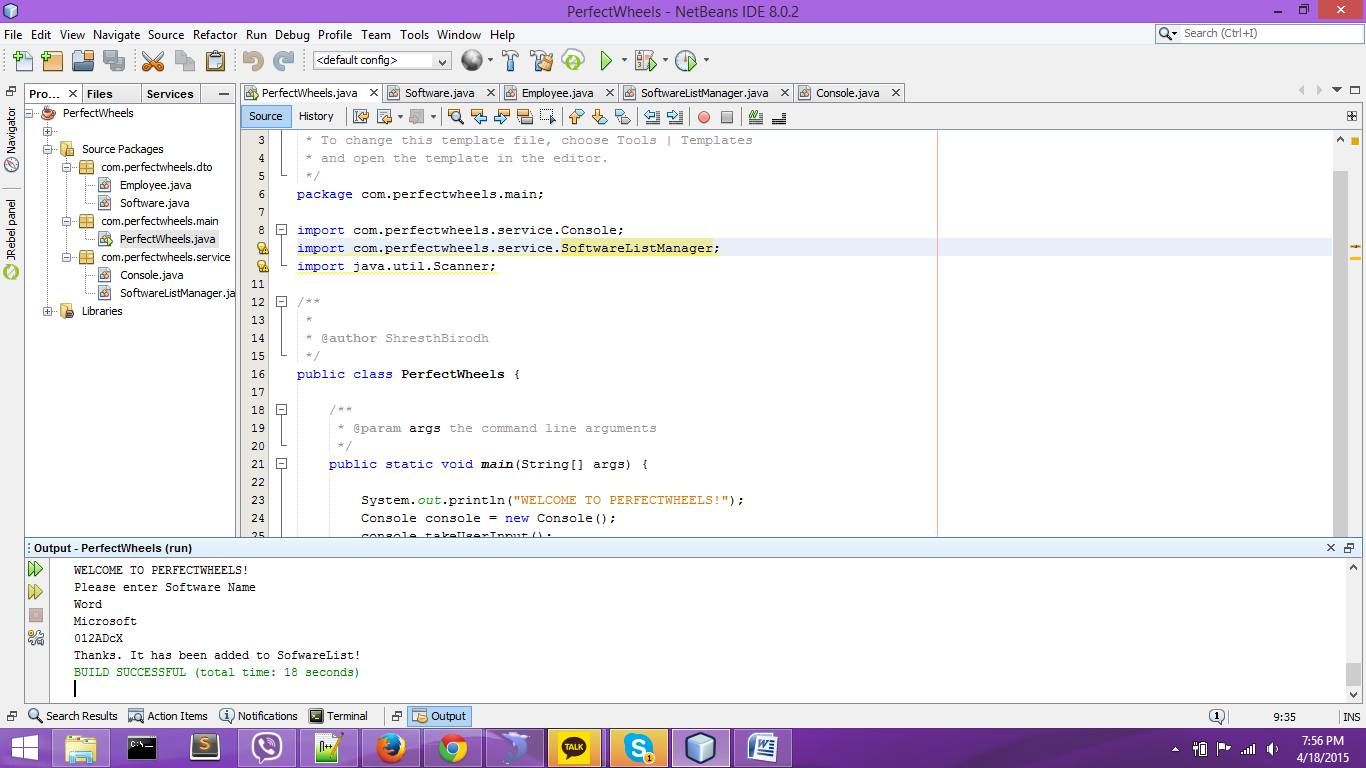 PerfectWheels - NetBeans IDE 8.0.2
File Edit View Navigate Source Refactor Run Debug Profile Team Tools Window Help
Search (Ctrl+I)
<default config>
Navigator
JRebel panel
Pro... Files Services
PerfectWheels
Source Packages
com.perfectwheels.dto
Employee.java
Software.java
com.perfectwheels.main
PerfectWheels.java
com.perfectwheels.service
Console.java
SoftwareListManager.ja
Libraries
PerfectWheels.java Software.java Employee.java SoftwareListManager.java Console.java
Source History
3 * To change this template file, choose Tools | Templates
4 * and open the template in the editor.
5 */
6 package com.perfectwheels.main;
7
8 import com.perfectwheels.service.Console;
import com.perfectwheels.service.SoftwareListManager;
import java.util.Scanner;
11
12 /**
13 *
14 * @author ShresthBirodh
15 */
16 public class PerfectWheels {
17
18 /**
19 * @param args the command line arguments
20 */
21 public static void main(String[] args) {
22
23 System.out.println("WELCOME TO PERFECTWHEELS!");
24 Console console = new Console();
25 console.takeUserInput();
Output - PerfectWheels (run)
WELCOME TO PERFECTWHEELS!
Please enter Software Name
Word
Microsoft
012ADcX
Thanks. It has been added to SofwareList!
BUILD SUCCESSFUL (total time: 18 seconds)
Search Results Action Items Notifications Terminal Output
1 9:35 INS
C:\_
S
n++
TALK
S 1
W
7:56 PM
4/18/2015